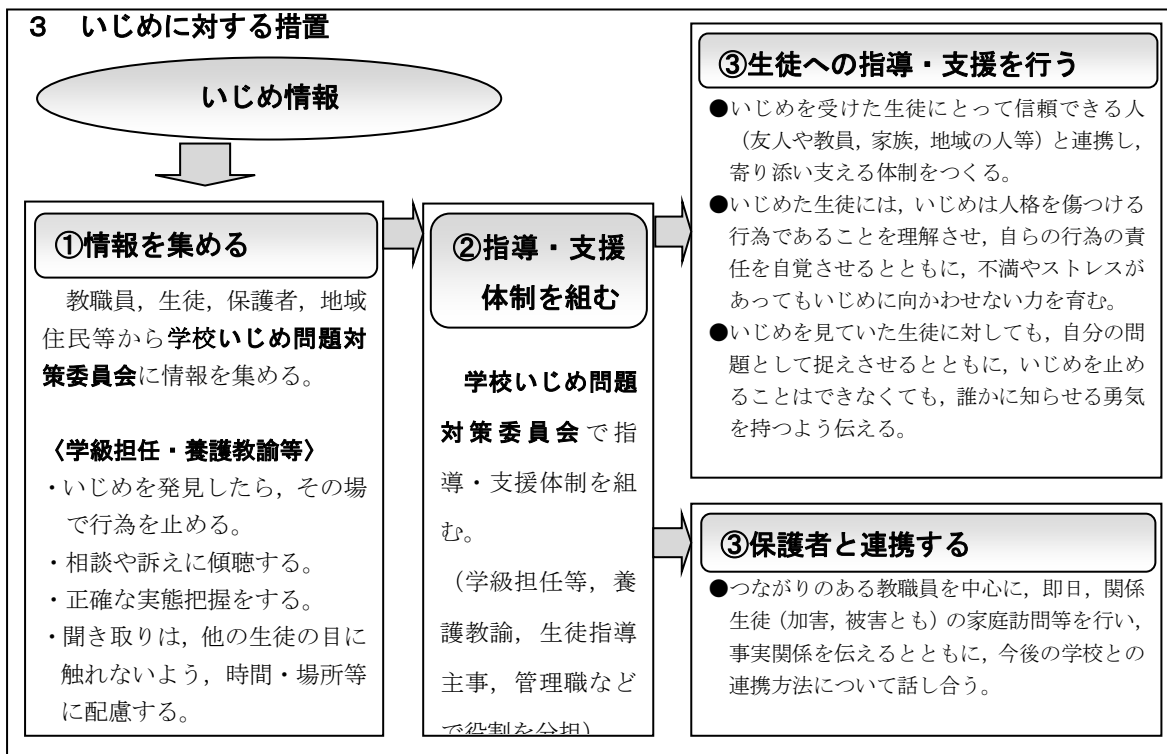 ３　いじめに対する措置
いじめ情報
①情報を集める
教職員，生徒，保護者，地域
住民等から学校いじめ問題対
策委員会に情報を集める。
〈学級担任・養護教諭等〉
・いじめを発見したら，その場
で行為を止める。
・相談や訴えに傾聴する。
・正確な実態把握をする。
・聞き取りは，他の生徒の目に
触れないよう，時間・場所等
に配慮する。
②指導・支援
体制を組む
学校いじめ問題
対策委員会で指
導・支援体制を組
む。
（学級担任等，養
護教諭，生徒指導
主事，管理職など
で役割を分担）
③生徒への指導・支援を行う
●いじめを受けた生徒にとって信頼できる人
（友人や教員，家族，地域の人等）と連携し，
寄り添い支える体制をつくる。
●いじめた生徒には，いじめは人格を傷つける
行為であることを理解させ，自らの行為の責
任を自覚させるとともに，不満やストレスが
あってもいじめに向かわせない力を育む。
●いじめを見ていた生徒に対しても，自分の問
題として捉えさせるとともに，いじめを止め
ることはできなくても，誰かに知らせる勇気
を持つよう伝える。
③保護者と連携する
●つながりのある教職員を中心に，即日，関係
生徒（加害，被害とも）の家庭訪問等を行い，
事実関係を伝えるとともに，今後の学校との
連携方法について話し合う。